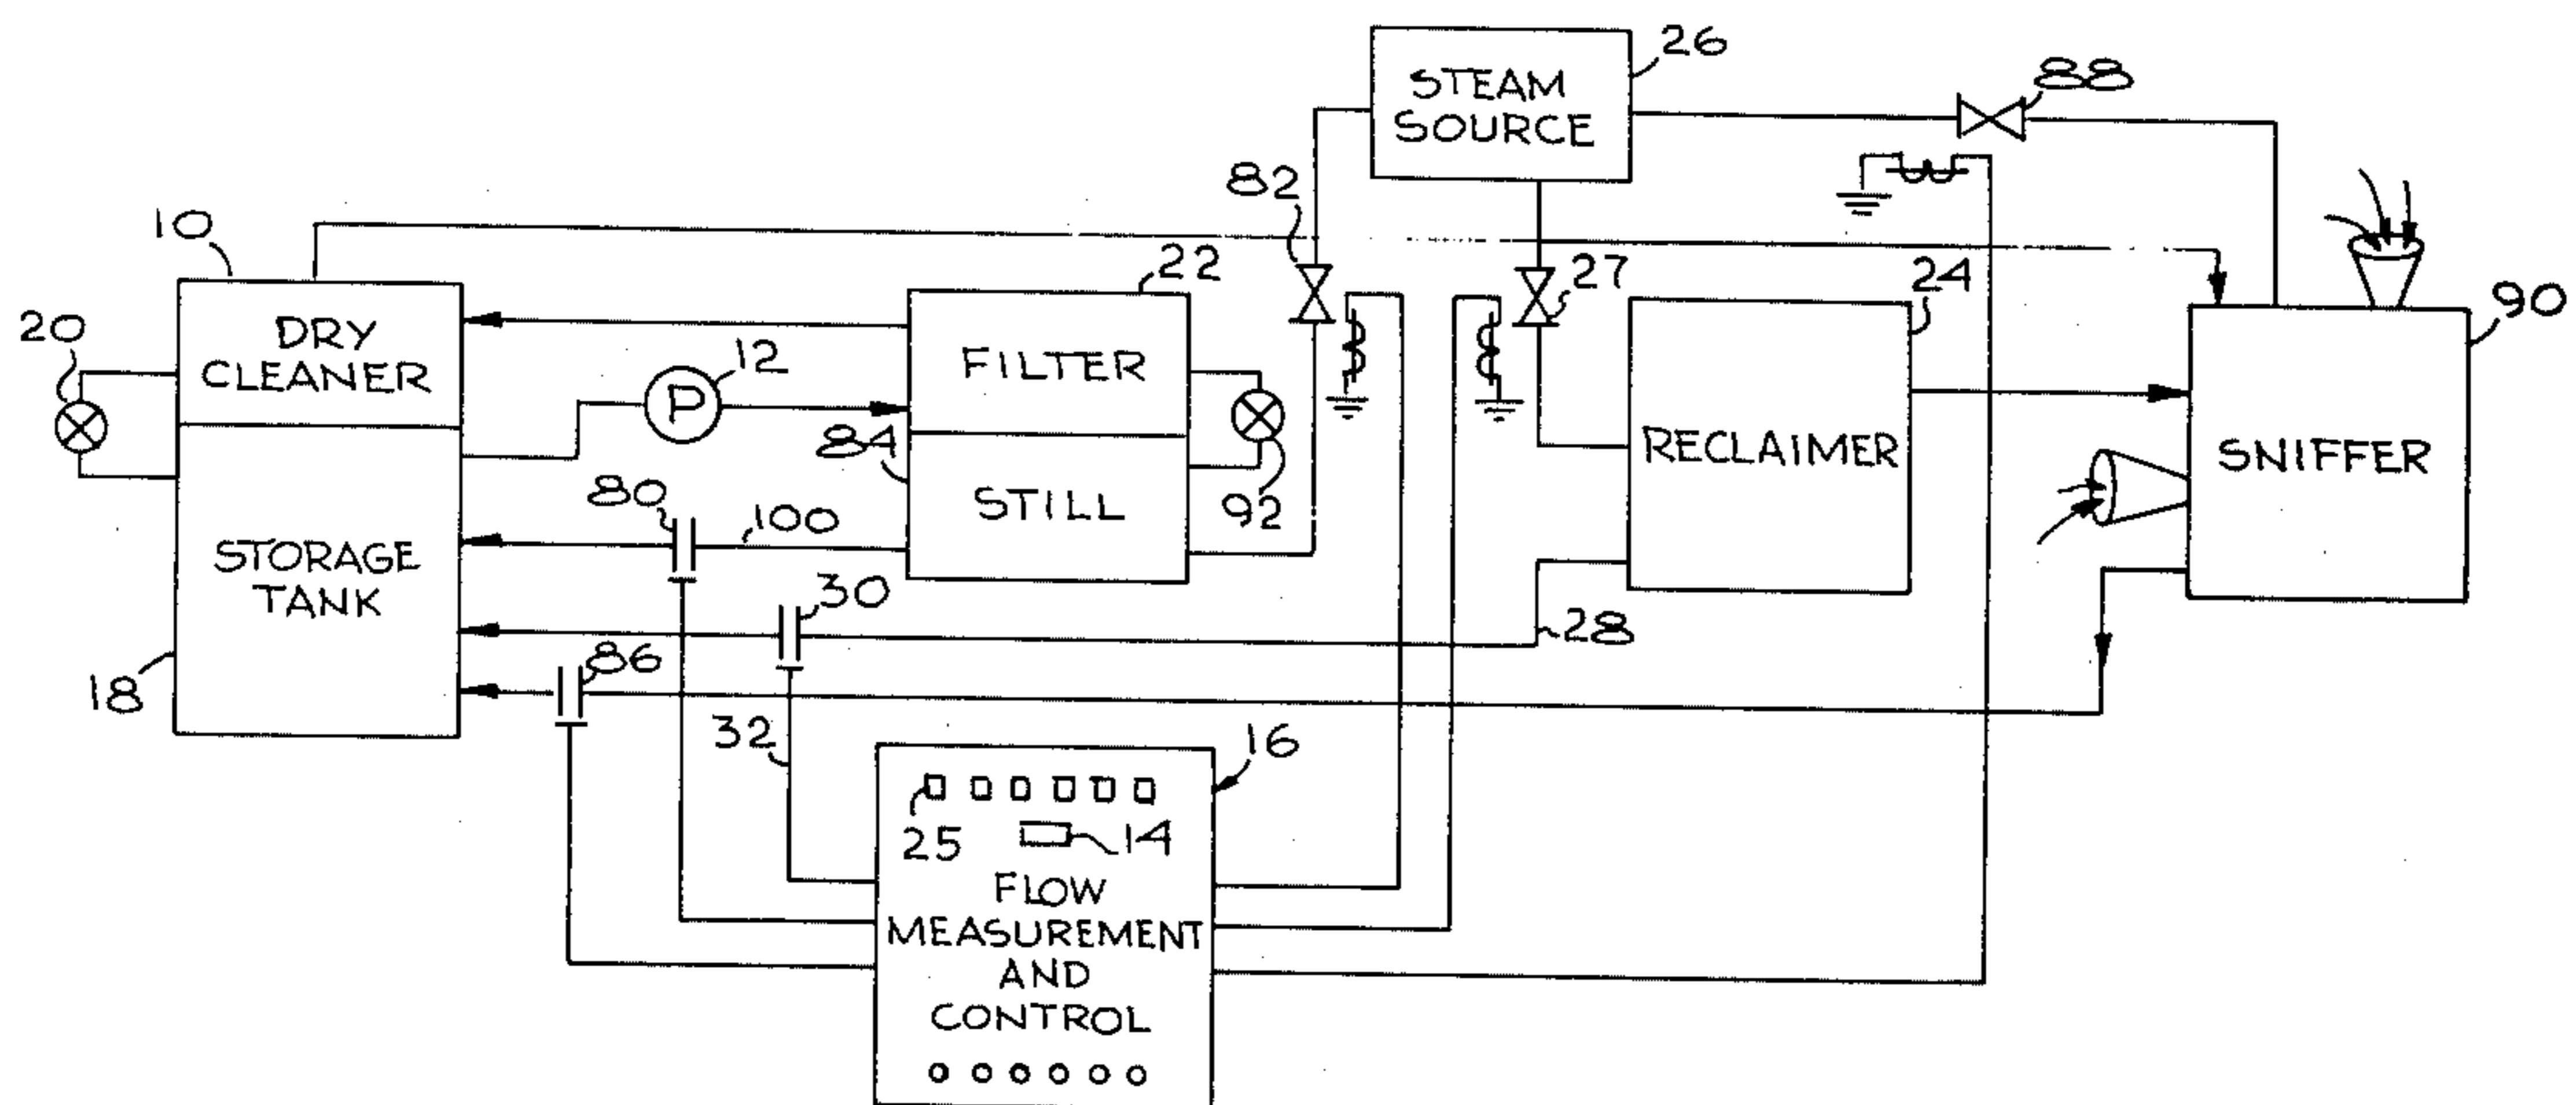 26
STEAM
SOURCE
88
82
10
22
27
24
90
20
DRY
CLEANER
12
P
FILTER
RECLAIMER
SNIFFER
84
80
100
STILL
92
STORAGE
TANK
30
28
86
18
32
16
25
14
FLOW
MEASUREMENT
AND
CONTROL